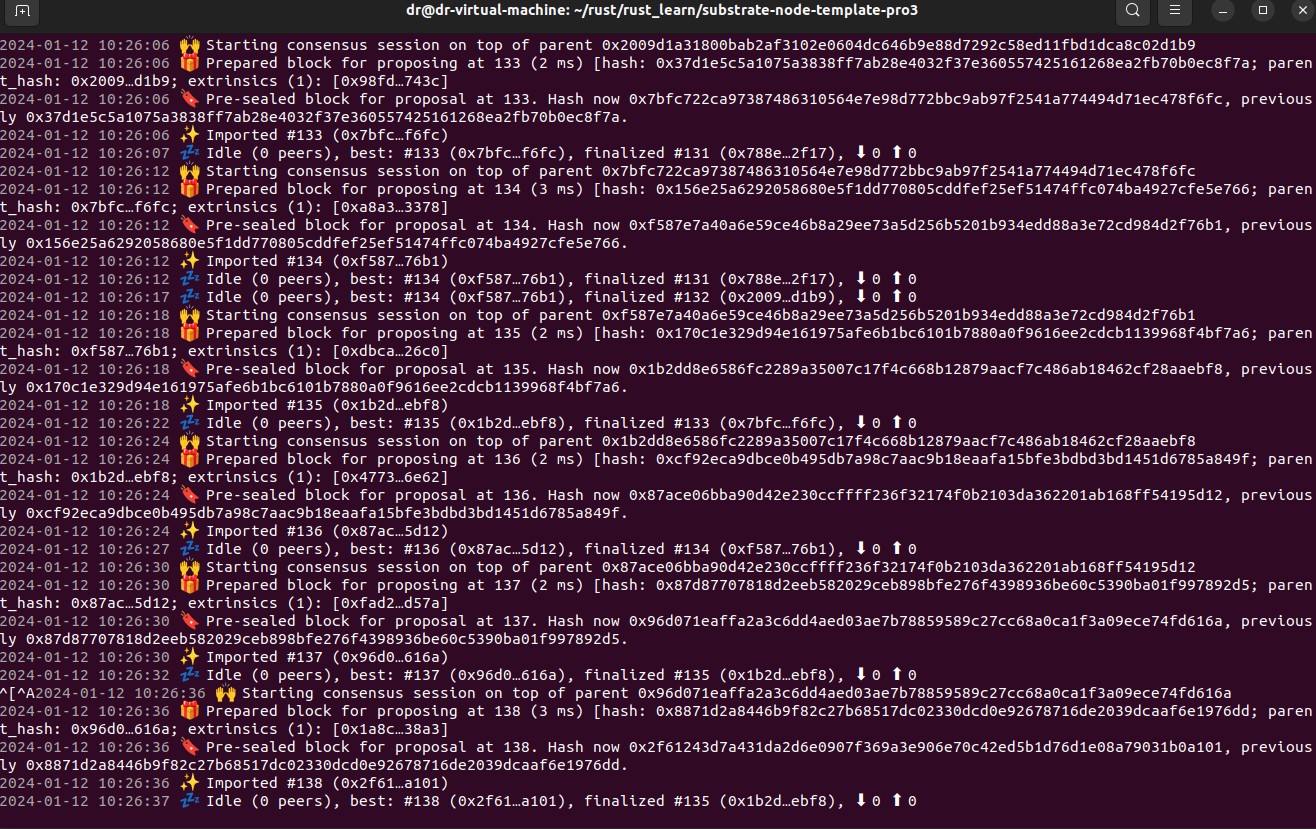 dr@dr-virtual-machine: ~/rust/rust_learn/substrate-node-template-pro3
2024-01-12 10:26:06 🙌 Starting consensus session on top of parent 0x2009d1a31800bab2af3102e0604dc646b9e88d7292c58ed11fbd1dca8c02d1b9
2024-01-12 10:26:06 🎁 Prepared block for proposing at 133 (2 ms) [hash: 0x37d1e5c5a1075a3838ff7ab28e4032f37e360557425161268ea2fb70b0ec8f7a; paren
t_hash: 0x2009…d1b9; extrinsics (1): [0x98fd…743c]
2024-01-12 10:26:06 🔖 Pre-sealed block for proposal at 133. Hash now 0x7bfc722ca97387486310564e7e98d772bbc9ab97f2541a774494d71ec478f6fc, previous
ly 0x37d1e5c5a1075a3838ff7ab28e4032f37e360557425161268ea2fb70b0ec8f7a.
2024-01-12 10:26:06 ✨ Imported #133 (0x7bfc…f6fc)
2024-01-12 10:26:07 💤 Idle (0 peers), best: #133 (0x7bfc…f6fc), finalized #131 (0x788e…2f17), ⬇ 0 ⬆ 0
2024-01-12 10:26:12 🙌 Starting consensus session on top of parent 0x7bfc722ca97387486310564e7e98d772bbc9ab97f2541a774494d71ec478f6fc
2024-01-12 10:26:12 🎁 Prepared block for proposing at 134 (3 ms) [hash: 0x156e25a6292058680e5f1dd770805cddfef25ef51474ffc074ba4927cfe5e766; paren
t_hash: 0x7bfc…f6fc; extrinsics (1): [0xa8a3…3378]
2024-01-12 10:26:12 🔖 Pre-sealed block for proposal at 134. Hash now 0xf587e7a40a6e59ce46b8a29ee73a5d256b5201b934edd88a3e72cd984d2f76b1, previous
ly 0x156e25a6292058680e5f1dd770805cddfef25ef51474ffc074ba4927cfe5e766.
2024-01-12 10:26:12 ✨ Imported #134 (0xf587…76b1)
2024-01-12 10:26:12 💤 Idle (0 peers), best: #134 (0xf587…76b1), finalized #131 (0x788e…2f17), ⬇ 0 ⬆ 0
2024-01-12 10:26:17 💤 Idle (0 peers), best: #134 (0xf587…76b1), finalized #132 (0x2009…d1b9), ⬇ 0 ⬆ 0
2024-01-12 10:26:18 🙌 Starting consensus session on top of parent 0xf587e7a40a6e59ce46b8a29ee73a5d256b5201b934edd88a3e72cd984d2f76b1
2024-01-12 10:26:18 🎁 Prepared block for proposing at 135 (2 ms) [hash: 0x170c1e329d94e161975afe6b1bc6101b7880a0f9616ee2cdcb1139968f4bf7a6; paren
t_hash: 0xf587…76b1; extrinsics (1): [0xdbca…26c0]
2024-01-12 10:26:18 🔖 Pre-sealed block for proposal at 135. Hash now 0x1b2dd8e6586fc2289a35007c17f4c668b12879aacf7c486ab18462cf28aaebf8, previous
ly 0x170c1e329d94e161975afe6b1bc6101b7880a0f9616ee2cdcb1139968f4bf7a6.
2024-01-12 10:26:18 ✨ Imported #135 (0x1b2d…ebf8)
2024-01-12 10:26:22 💤 Idle (0 peers), best: #135 (0x1b2d…ebf8), finalized #133 (0x7bfc…f6fc), ⬇ 0 ⬆ 0
2024-01-12 10:26:24 🙌 Starting consensus session on top of parent 0x1b2dd8e6586fc2289a35007c17f4c668b12879aacf7c486ab18462cf28aaebf8
2024-01-12 10:26:24 🎁 Prepared block for proposing at 136 (2 ms) [hash: 0xcf92eca9dbce0b495db7a98c7aac9b18eaafa15bfe3bdbd3bd1451d6785a849f; paren
t_hash: 0x1b2d…ebf8; extrinsics (1): [0x4773…6e62]
2024-01-12 10:26:24 🔖 Pre-sealed block for proposal at 136. Hash now 0x87ace06bba90d42e230ccffff236f32174f0b2103da362201ab168ff54195d12, previous
ly 0xcf92eca9dbce0b495db7a98c7aac9b18eaafa15bfe3bdbd3bd1451d6785a849f.
2024-01-12 10:26:24 ✨ Imported #136 (0x87ac…5d12)
2024-01-12 10:26:27 💤 Idle (0 peers), best: #136 (0x87ac…5d12), finalized #134 (0xf587…76b1), ⬇ 0 ⬆ 0
2024-01-12 10:26:30 🙌 Starting consensus session on top of parent 0x87ace06bba90d42e230ccffff236f32174f0b2103da362201ab168ff54195d12
2024-01-12 10:26:30 🎁 Prepared block for proposing at 137 (2 ms) [hash: 0x87d87707818d2eeb582029ceb898bfe276f4398936be60c5390ba01f997892d5; paren
t_hash: 0x87ac…5d12; extrinsics (1): [0xfad2…d57a]
2024-01-12 10:26:30 🔖 Pre-sealed block for proposal at 137. Hash now 0x96d071eaffa2a3c6dd4aed03ae7b78859589c27cc68a0ca1f3a09ece74fd616a, previous
ly 0x87d87707818d2eeb582029ceb898bfe276f4398936be60c5390ba01f997892d5.
2024-01-12 10:26:30 ✨ Imported #137 (0x96d0…616a)
2024-01-12 10:26:32 💤 Idle (0 peers), best: #137 (0x96d0…616a), finalized #135 (0x1b2d…ebf8), ⬇ 0 ⬆ 0
^[^A2024-01-12 10:26:36 🙌 Starting consensus session on top of parent 0x96d071eaffa2a3c6dd4aed03ae7b78859589c27cc68a0ca1f3a09ece74fd616a
2024-01-12 10:26:36 🎁 Prepared block for proposing at 138 (3 ms) [hash: 0x8871d2a8446b9f82c27b68517dc02330dcd0e92678716de2039dcaaf6e1976dd; paren
t_hash: 0x96d0…616a; extrinsics (1): [0x1a8c…38a3]
2024-01-12 10:26:36 🔖 Pre-sealed block for proposal at 138. Hash now 0x2f61243d7a431da2d6e0907f369a3e906e70c42ed5b1d76d1e08a79031b0a101, previous
ly 0x8871d2a8446b9f82c27b68517dc02330dcd0e92678716de2039dcaaf6e1976dd.
2024-01-12 10:26:36 ✨ Imported #138 (0x2f61…a101)
2024-01-12 10:26:37 💤 Idle (0 peers), best: #138 (0x2f61…a101), finalized #135 (0x1b2d…ebf8), ⬇ 0 ⬆ 0